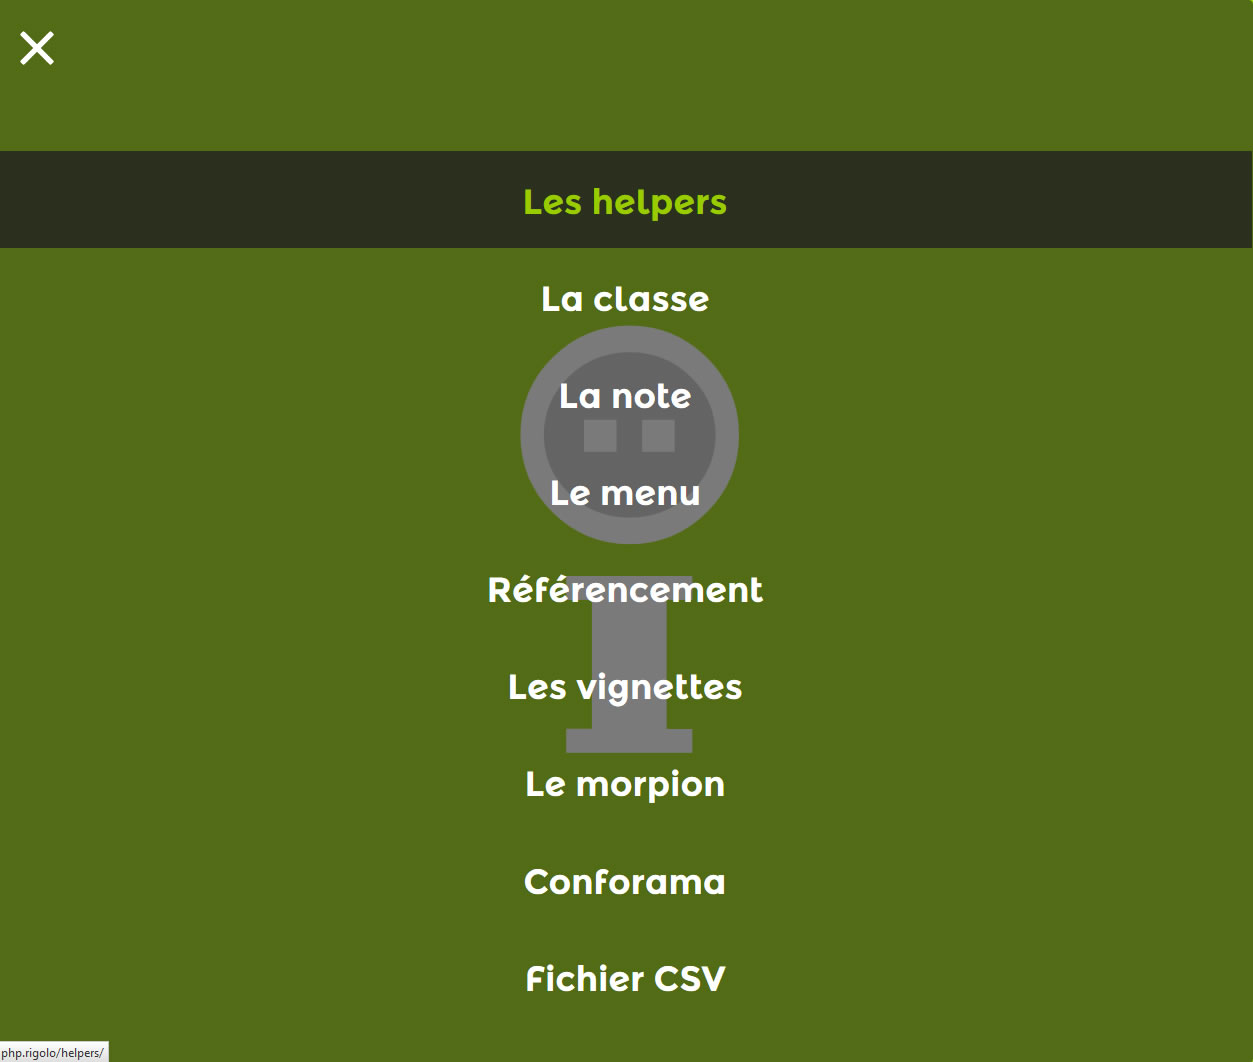 Les helpers
La classe
La note
Le menu
Référencement
Les vignettes
Le morpion
Conforama
Fichier CSV
php.rigolo/helpers/